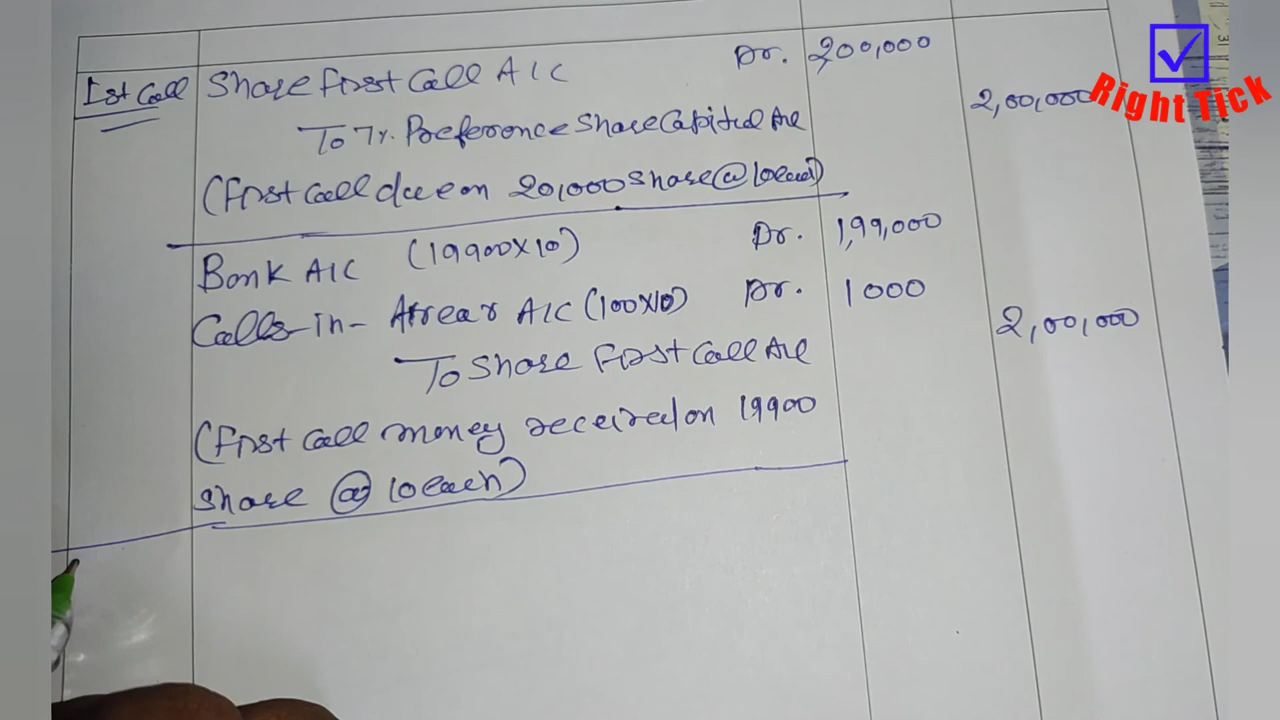 1st Call Share First Call A/C Dr. 200,000
To 7%. Preference Share Capital A/c 2,00,000
(First call due on 20,000 Share @ 10 each)
Bank A/C (19900X10) Dr. 1,99,000
Calls-in-Arrear A/C (100X10) Dr. 1000
To Share First Call A/c 2,00,000
(First call money received on 19900
share @ 10 each)
Right Tick